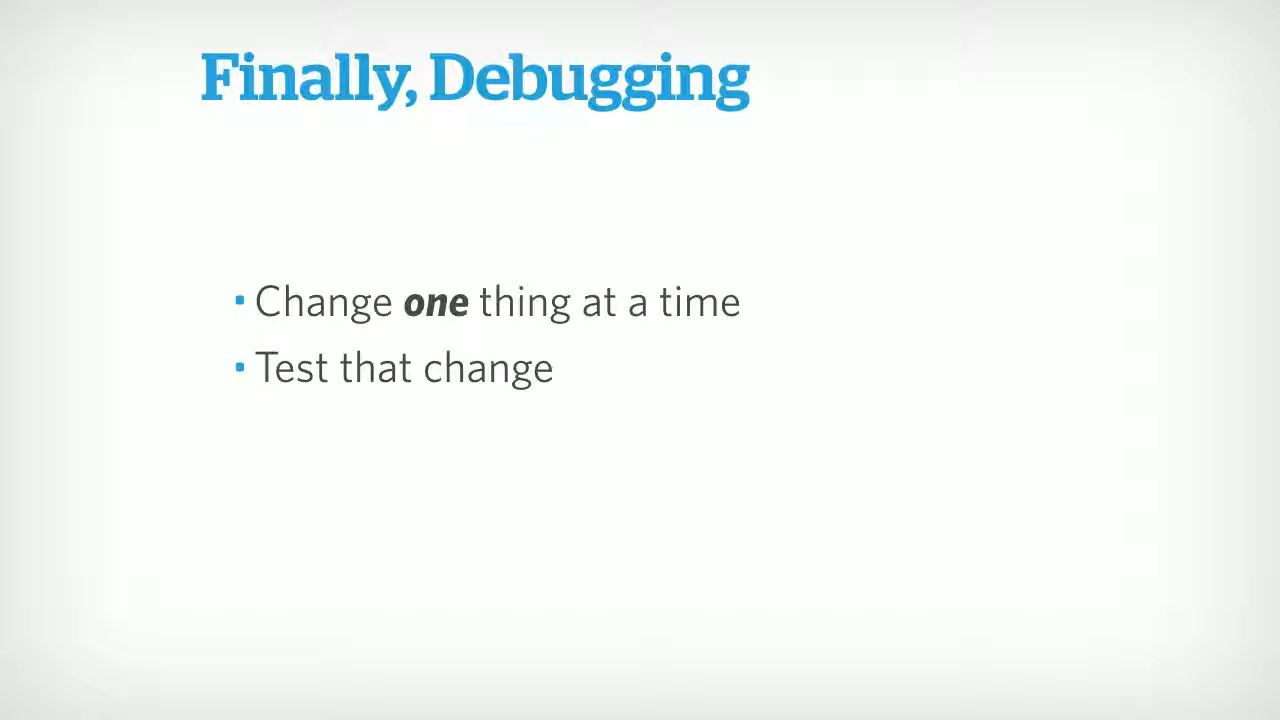 Finally, Debugging
· Change one thing at a time
· Test that change